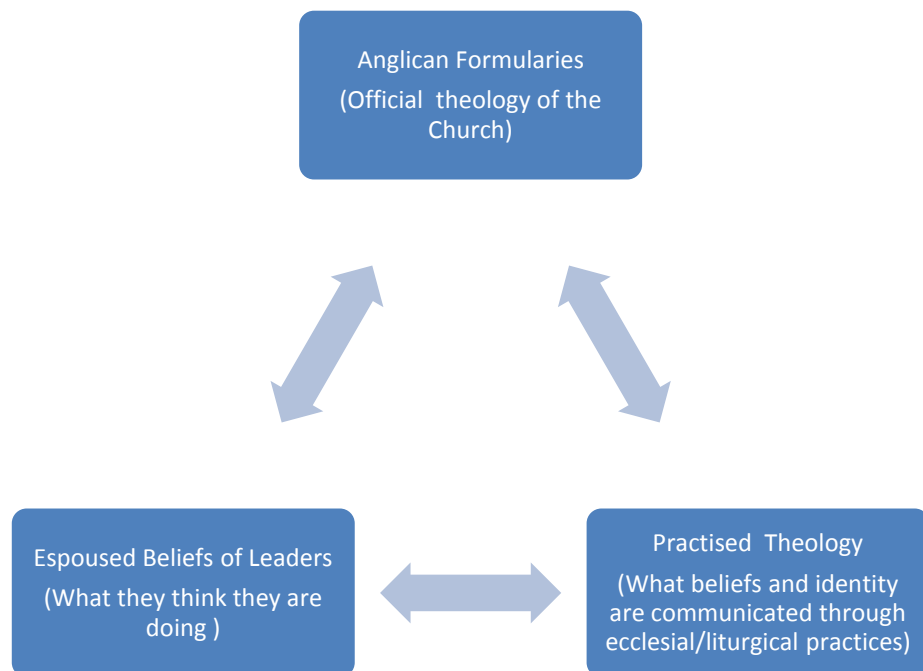 Anglican Formularies
(Official theology of the
Church)
Espoused Beliefs of Leaders
(What they think they are
doing )
Practised Theology
(What beliefs and identity
are communicated through
ecclesial/liturgical practices)